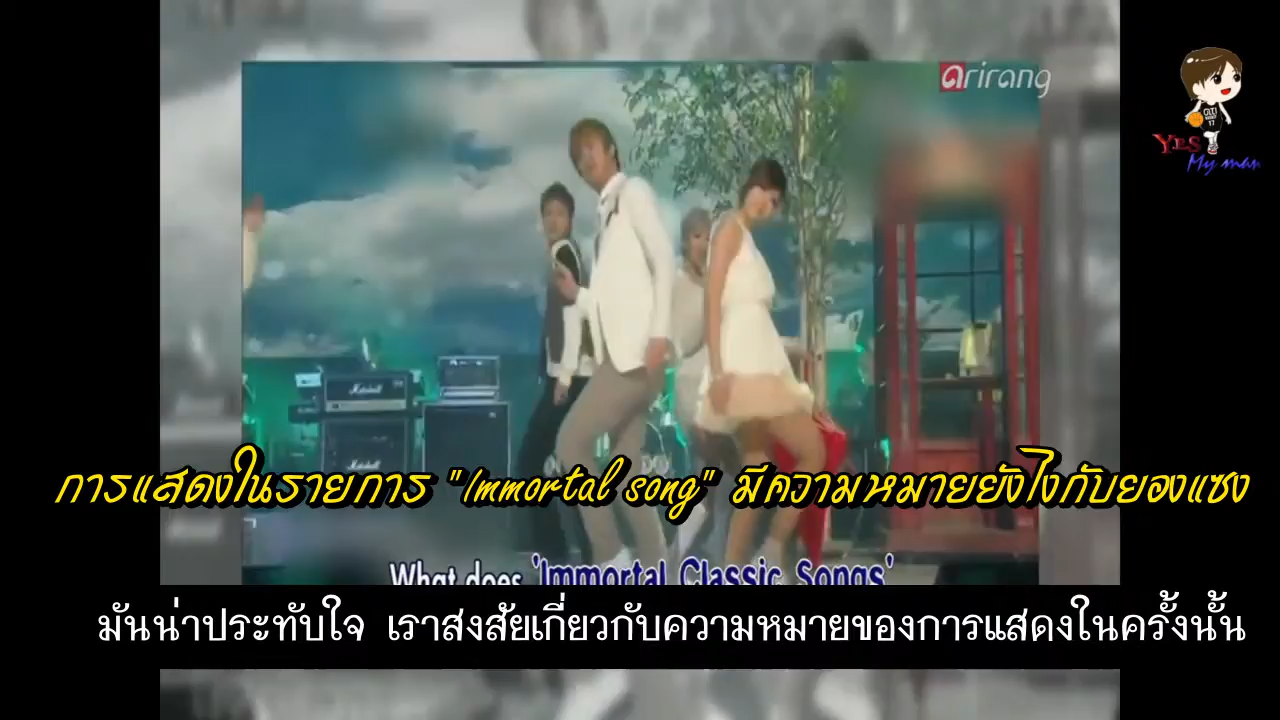 arirang
YES
My man
Marshall
Marshall
การแสดงในรายการ "Immortal song" มีความหมายยังไงกับยองแซง
What does 'Immortal Classic Songs'
มันน่าประทับใจ เราสงสัยเกี่ยวกับความหมายของการแสดงในครั้งนั้น